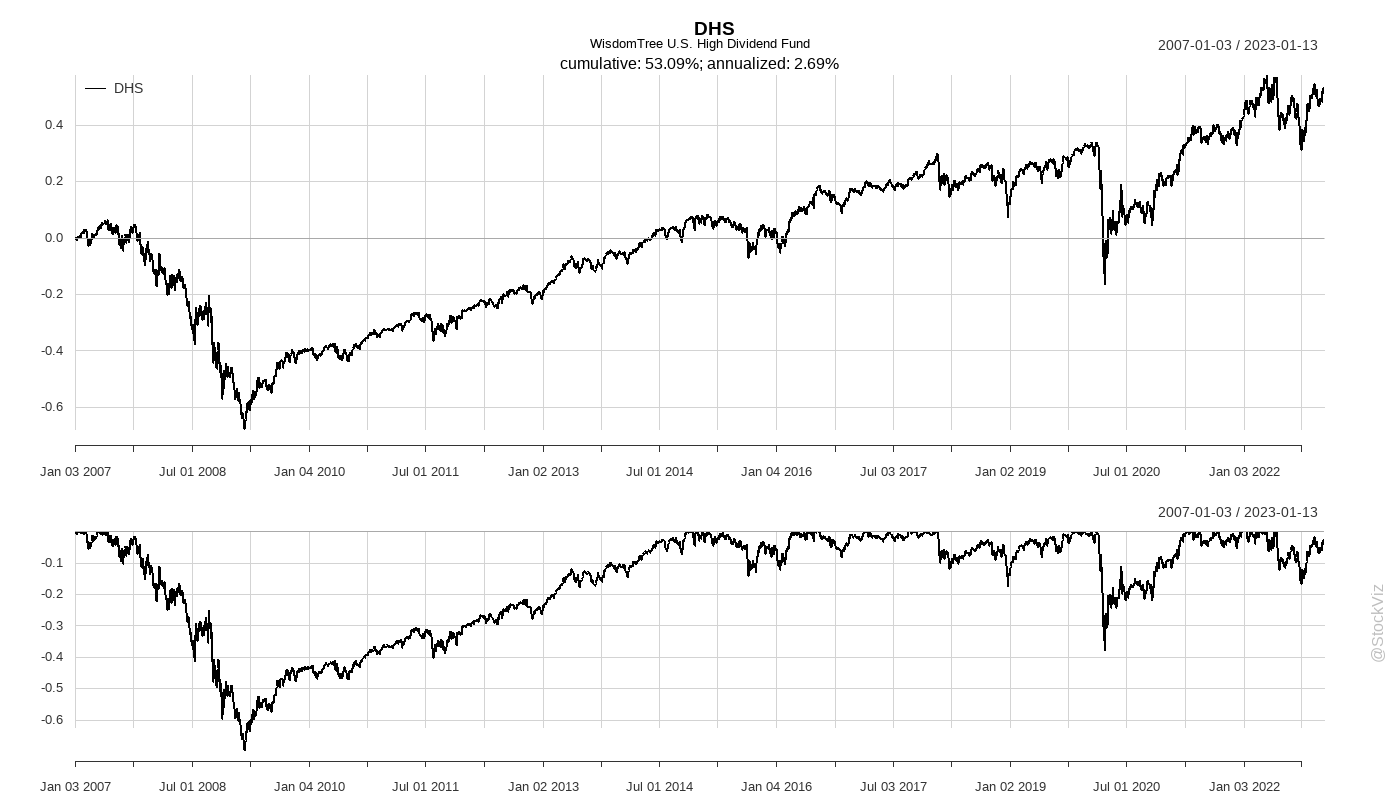 DHS
WisdomTree U.S. High Dividend Fund
cumulative: 53.09%; annualized: 2.69%
2007-01-03 / 2023-01-13
DHS
0.4
0.2
0.0
-0.2
-0.4
-0.6
Jan 03 2007 Jul 01 2008 Jan 04 2010 Jul 01 2011 Jan 02 2013 Jul 01 2014 Jan 04 2016 Jul 03 2017 Jan 02 2019 Jul 01 2020 Jan 03 2022
2007-01-03 / 2023-01-13
-0.1
-0.2
-0.3
-0.4
-0.5
-0.6
Jan 03 2007 Jul 01 2008 Jan 04 2010 Jul 01 2011 Jan 02 2013 Jul 01 2014 Jan 04 2016 Jul 03 2017 Jan 02 2019 Jul 01 2020 Jan 03 2022
@StockViz